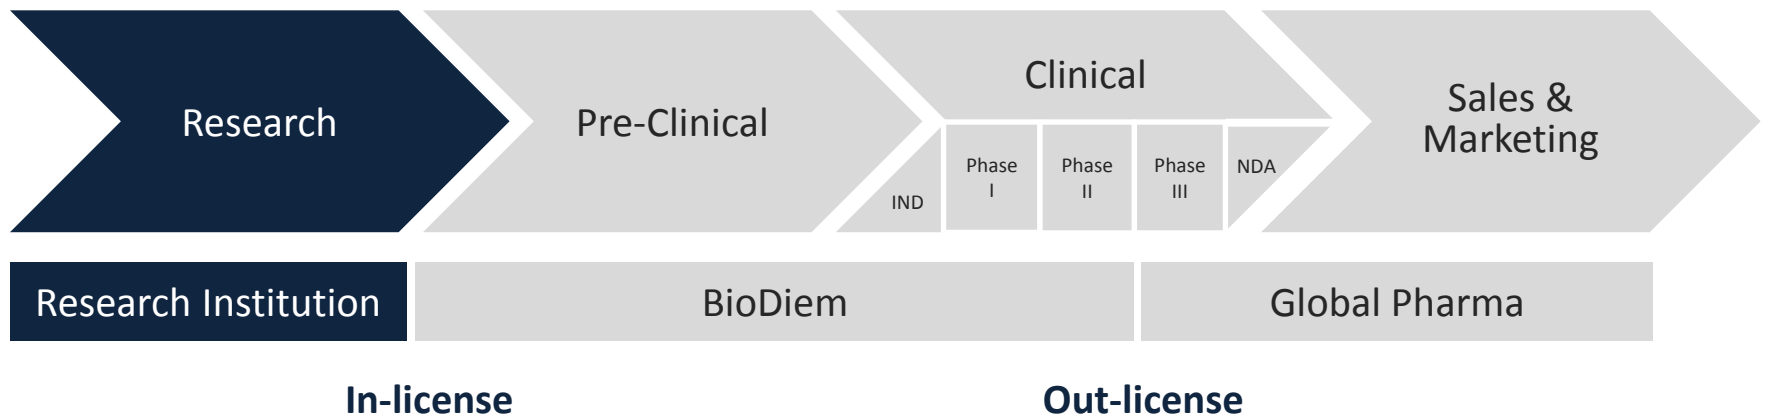 Research
Pre-Clinical
Clinical
IND
Phase
I
Phase
II
Phase
III
NDA
Sales &
Marketing
Research Institution
BioDiem
Global Pharma
In-license
Out-license